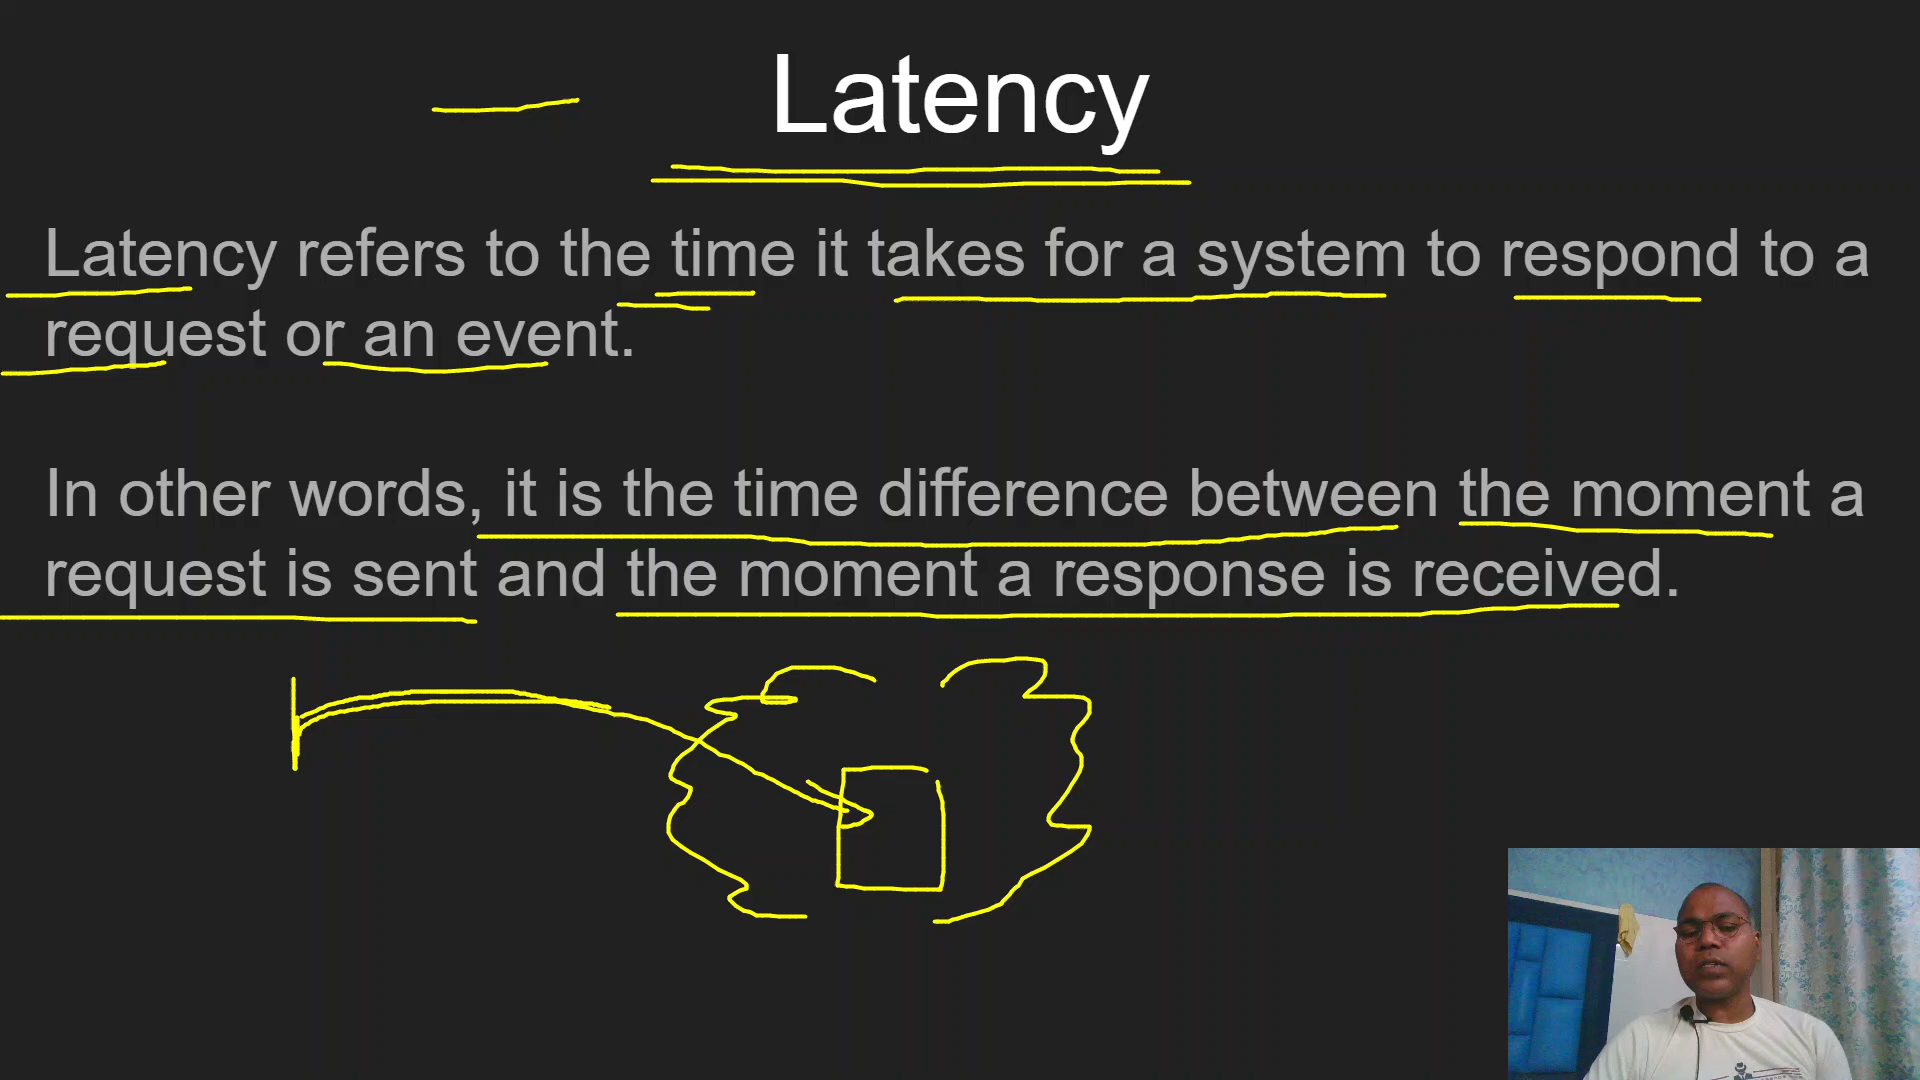 Latency
Latency refers to the time it takes for a system to respond to a
request or an event.
In other words, it is the time difference between the moment a
request is sent and the moment a response is received.